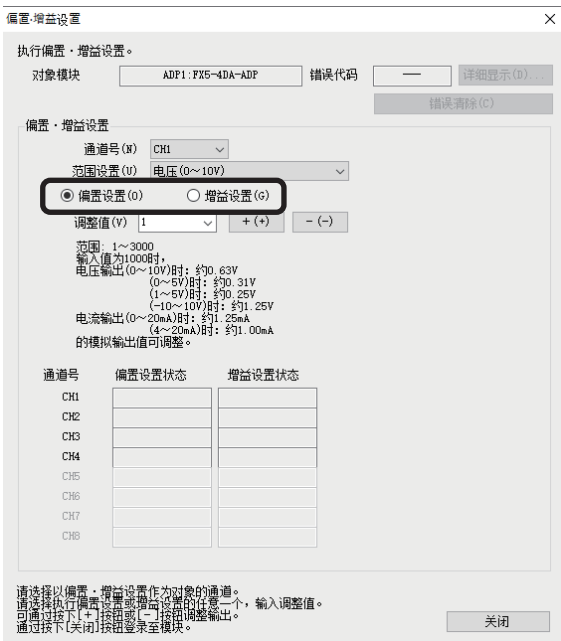 偏置·增益设置
执行偏置·增益设置。
对象模块 ADP1:FX5-4DA-ADP 错误代码 — 详细显示(D)...
错误清除(C)
偏置·增益设置
通道号(N) CH1
范围设置(U) 电压(0～10V)
偏置设置(O) 增益设置(G)
调整值(V) 1 +(+) -(-)
范围: 1～3000
输入值为1000时，
电压输出(0～10V)时: 约0.63V
(0～5V)时: 约0.31V
(1～5V)时: 约0.25V
(-10～10V)时: 约1.25V
电流输出(0～20mA)时: 约1.25mA
(4～20mA)时: 约1.00mA
的模拟输出值可调整。
通道号 偏置设置状态 增益设置状态
CH1
CH2
CH3
CH4
CH5
CH6
CH7
CH8
请选择以偏置·增益设置作为对象的通道。
请选择执行偏置设置或增益设置的任意一个，输入调整值。
可通过按下[+]按钮或[-]按钮调整输出。
通过按下[关闭]按钮登录至模块。
关闭